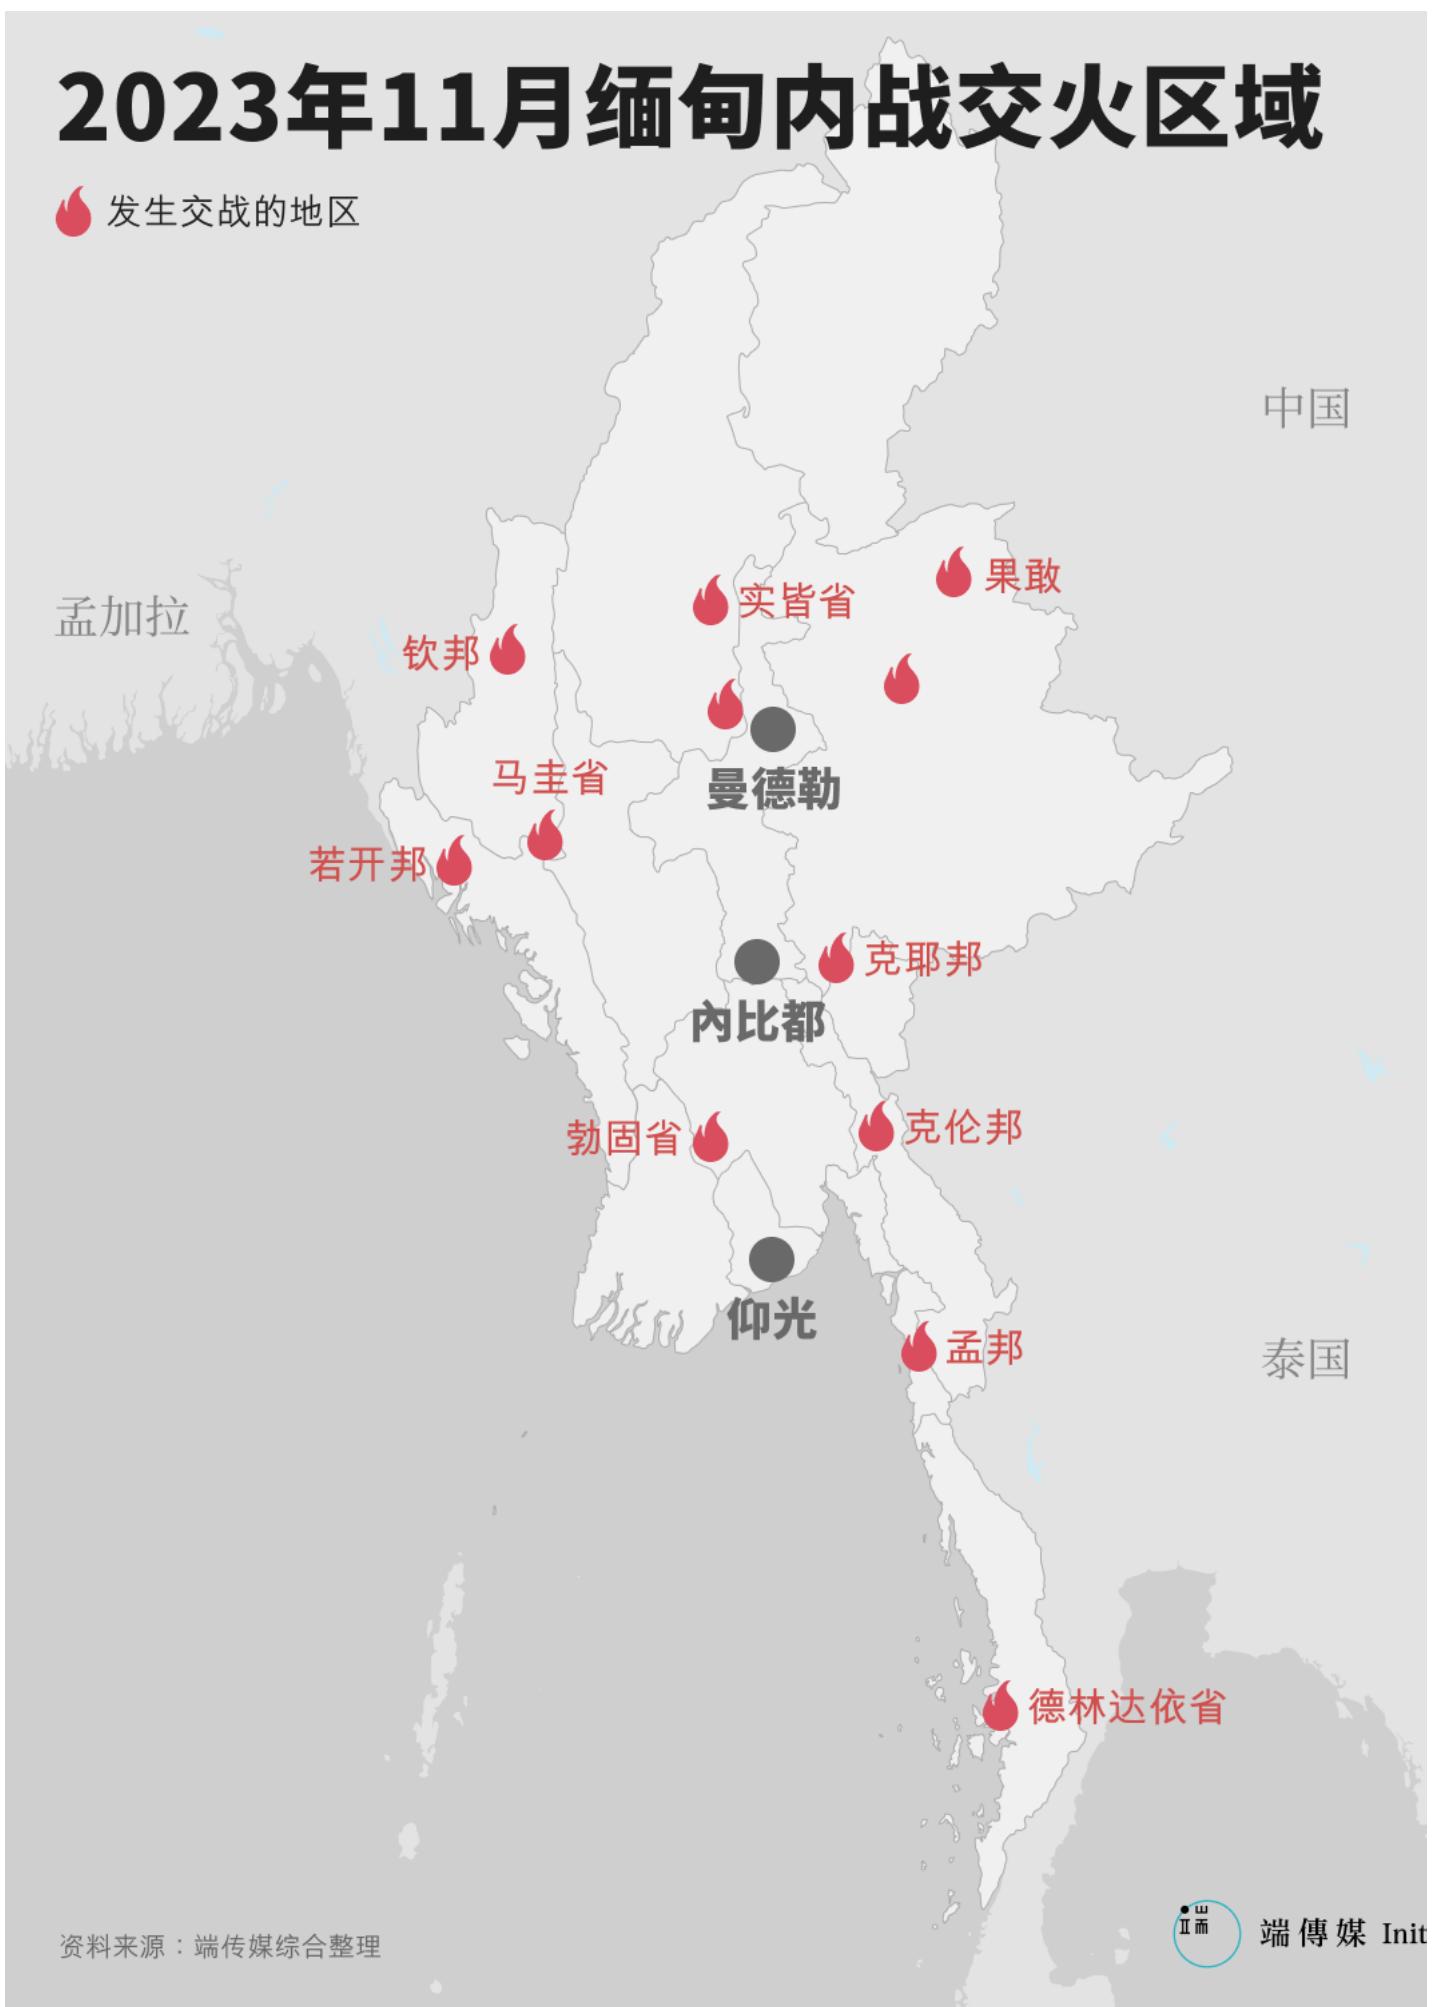 2023年11月缅甸内战交火区域
发生交战的地区
中国
果敢
实皆省
孟加拉
钦邦
马圭省
曼德勒
若开邦
克耶邦
內比都
克伦邦
勃固省
仰光
孟邦
泰国
德林达依省
资料来源：端传媒综合整理
端傳媒 Init